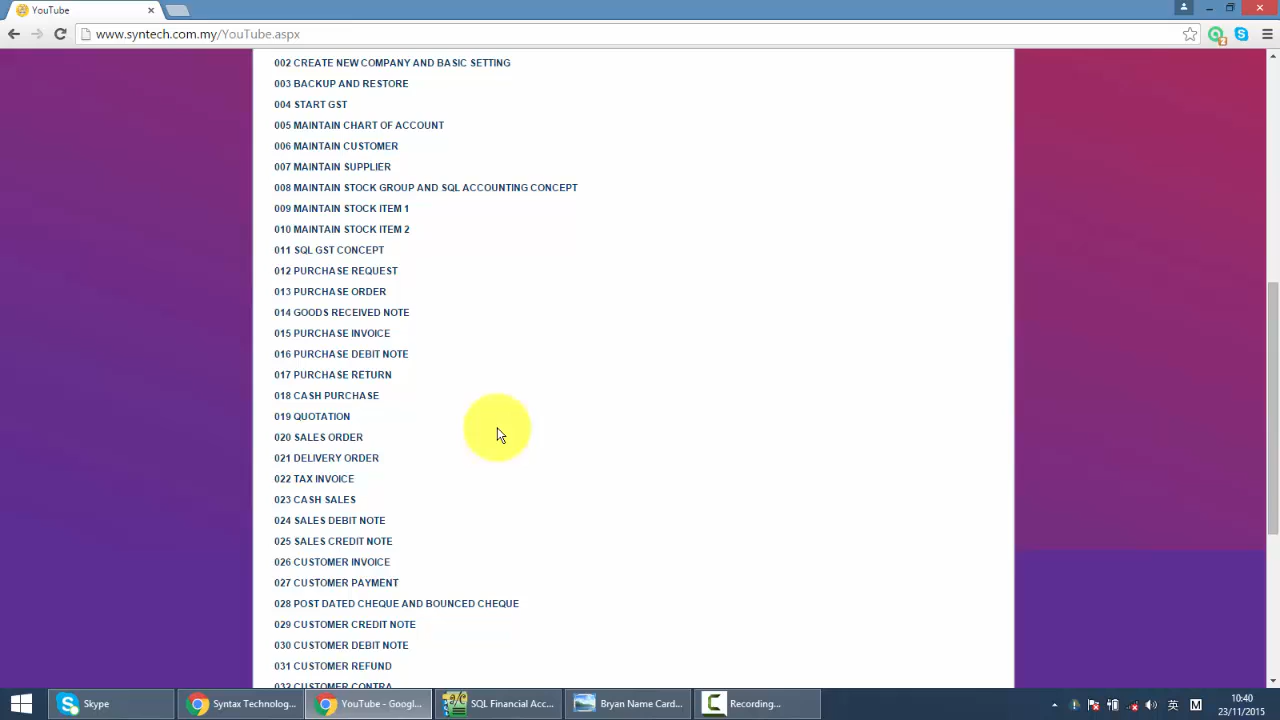 YouTube
www.syntech.com.my/YouTube.aspx
002 CREATE NEW COMPANY AND BASIC SETTING
003 BACKUP AND RESTORE
004 START GST
005 MAINTAIN CHART OF ACCOUNT
006 MAINTAIN CUSTOMER
007 MAINTAIN SUPPLIER
008 MAINTAIN STOCK GROUP AND SQL ACCOUNTING CONCEPT
009 MAINTAIN STOCK ITEM 1
010 MAINTAIN STOCK ITEM 2
011 SQL GST CONCEPT
012 PURCHASE REQUEST
013 PURCHASE ORDER
014 GOODS RECEIVED NOTE
015 PURCHASE INVOICE
016 PURCHASE DEBIT NOTE
017 PURCHASE RETURN
018 CASH PURCHASE
019 QUOTATION
020 SALES ORDER
021 DELIVERY ORDER
022 TAX INVOICE
023 CASH SALES
024 SALES DEBIT NOTE
025 SALES CREDIT NOTE
026 CUSTOMER INVOICE
027 CUSTOMER PAYMENT
028 POST DATED CHEQUE AND BOUNCED CHEQUE
029 CUSTOMER CREDIT NOTE
030 CUSTOMER DEBIT NOTE
031 CUSTOMER REFUND
032 CUSTOMER CONTRA
Skype
Syntax Technolog...
YouTube - Googl...
SQL Financial Acc...
Bryan Name Card...
Recording...
英
M
10:40
23/11/2015